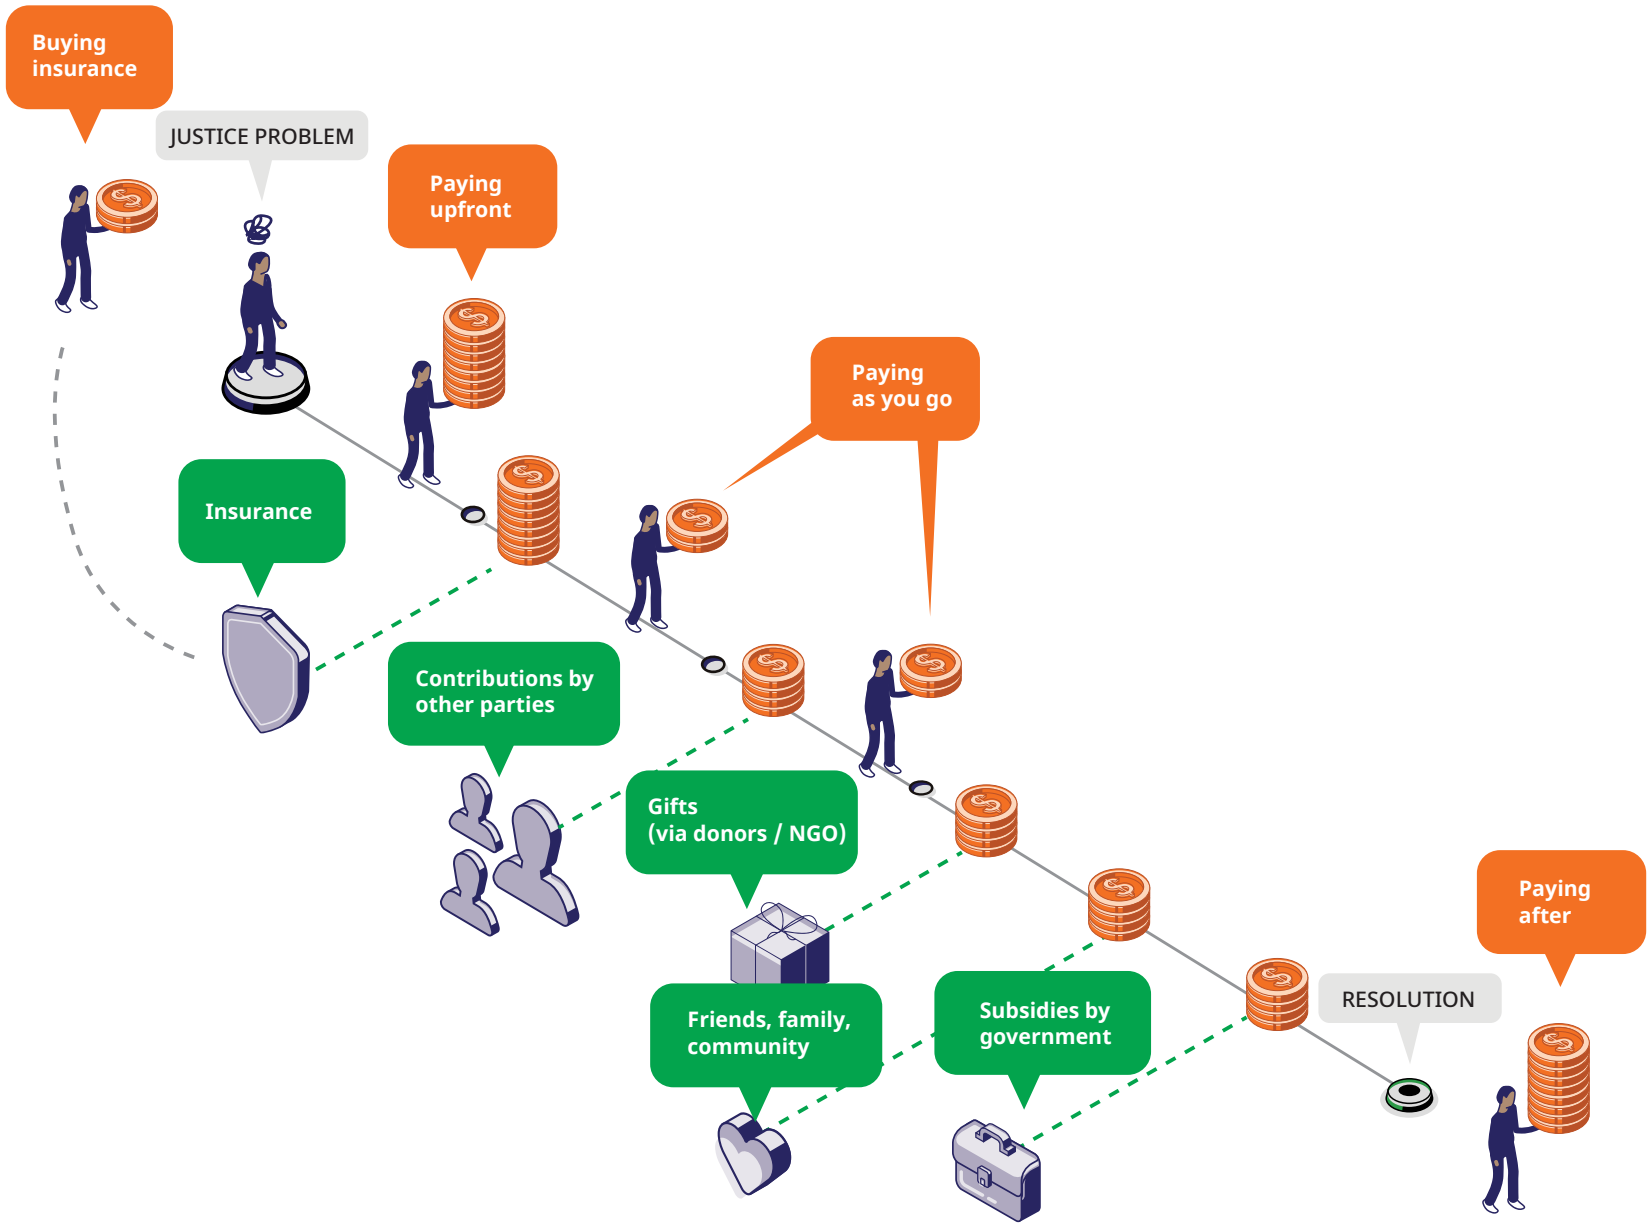 Buying
insurance
JUSTICE PROBLEM
Paying
upfront
Paying
as you go
Insurance
Contributions by
other parties
Gifts
(via donors / NGO)
Paying
after
Friends, family,
community
Subsidies by
government
RESOLUTION